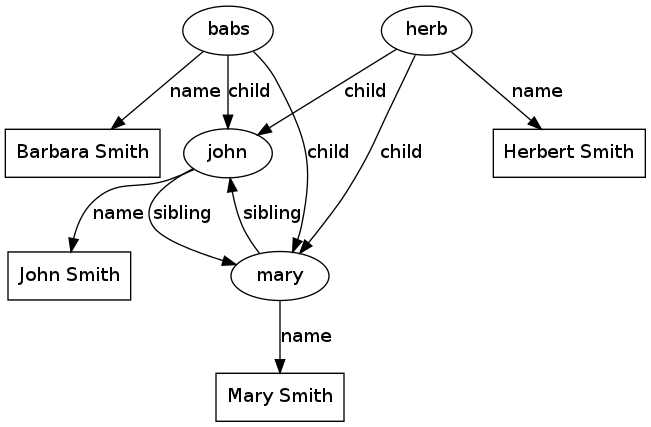 babs
herb
name
child
child
name
Barbara Smith
john
child
child
Herbert Smith
name
sibling
sibling
John Smith
mary
name
Mary Smith